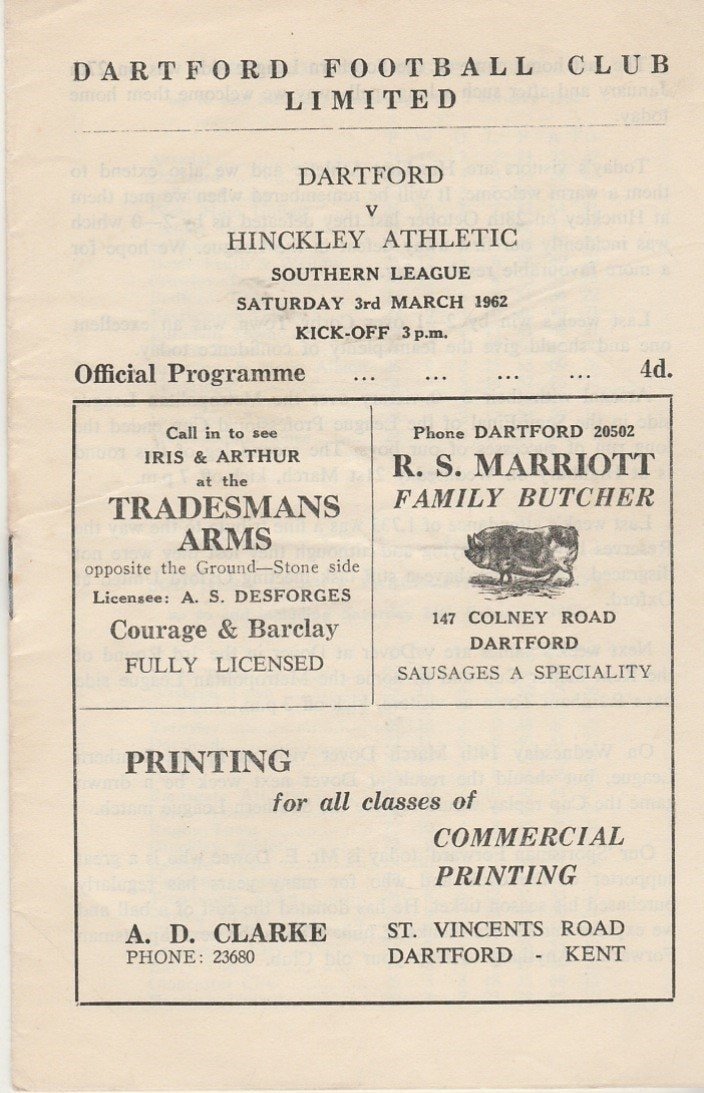 DARTFORD FOOTBALL CLUB
LIMITED
DARTFORD
v
HINCKLEY ATHLETIC
SOUTHERN LEAGUE
SATURDAY 3rd MARCH 1962
KICK-OFF 3 p.m.
Official Programme ... ... ... ... 4d.
Call in to see
IRIS & ARTHUR
at the
TRADESMANS
ARMS
opposite the Ground—Stone side
Licensee: A. S. DESFORGES
Courage & Barclay
FULLY LICENSED
Phone DARTFORD 20502
R. S. MARRIOTT
FAMILY BUTCHER
147 COLNEY ROAD
DARTFORD
SAUSAGES A SPECIALITY
PRINTING
for all classes of
COMMERCIAL
PRINTING
A. D. CLARKE
PHONE: 23680
ST. VINCENTS ROAD
DARTFORD - KENT